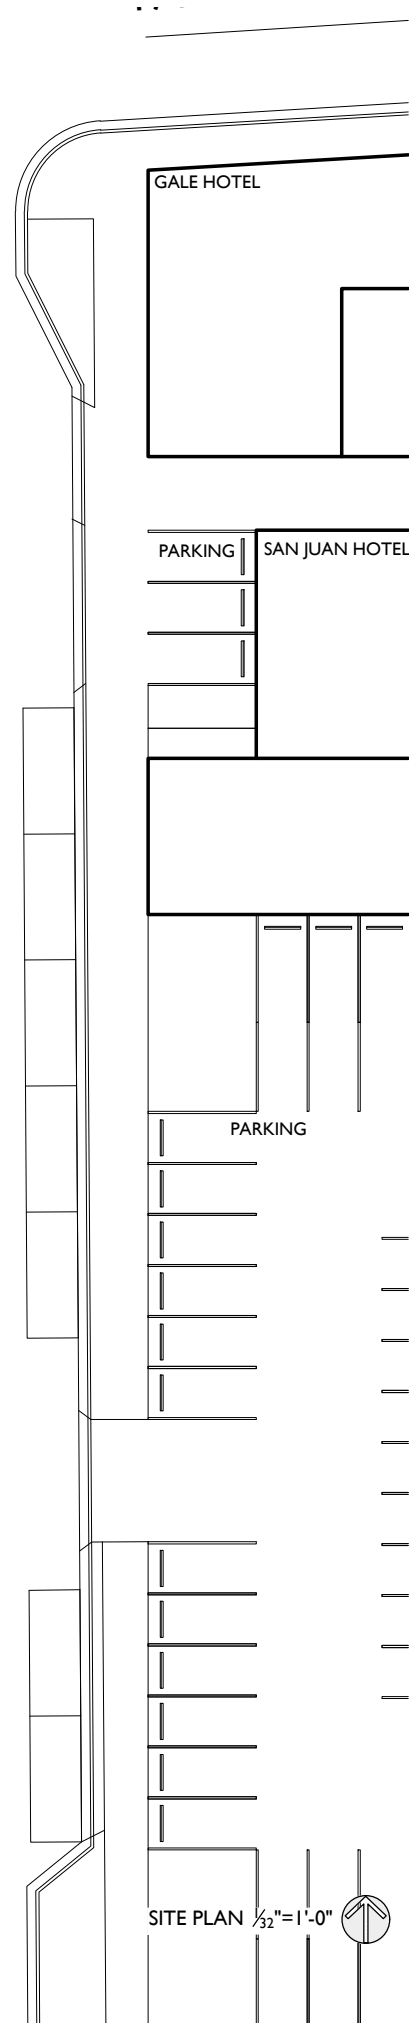 GALE HOTEL
PARKING
SAN JUAN HOTEL
PARKING
SITE PLAN 1/32"=1'-0"